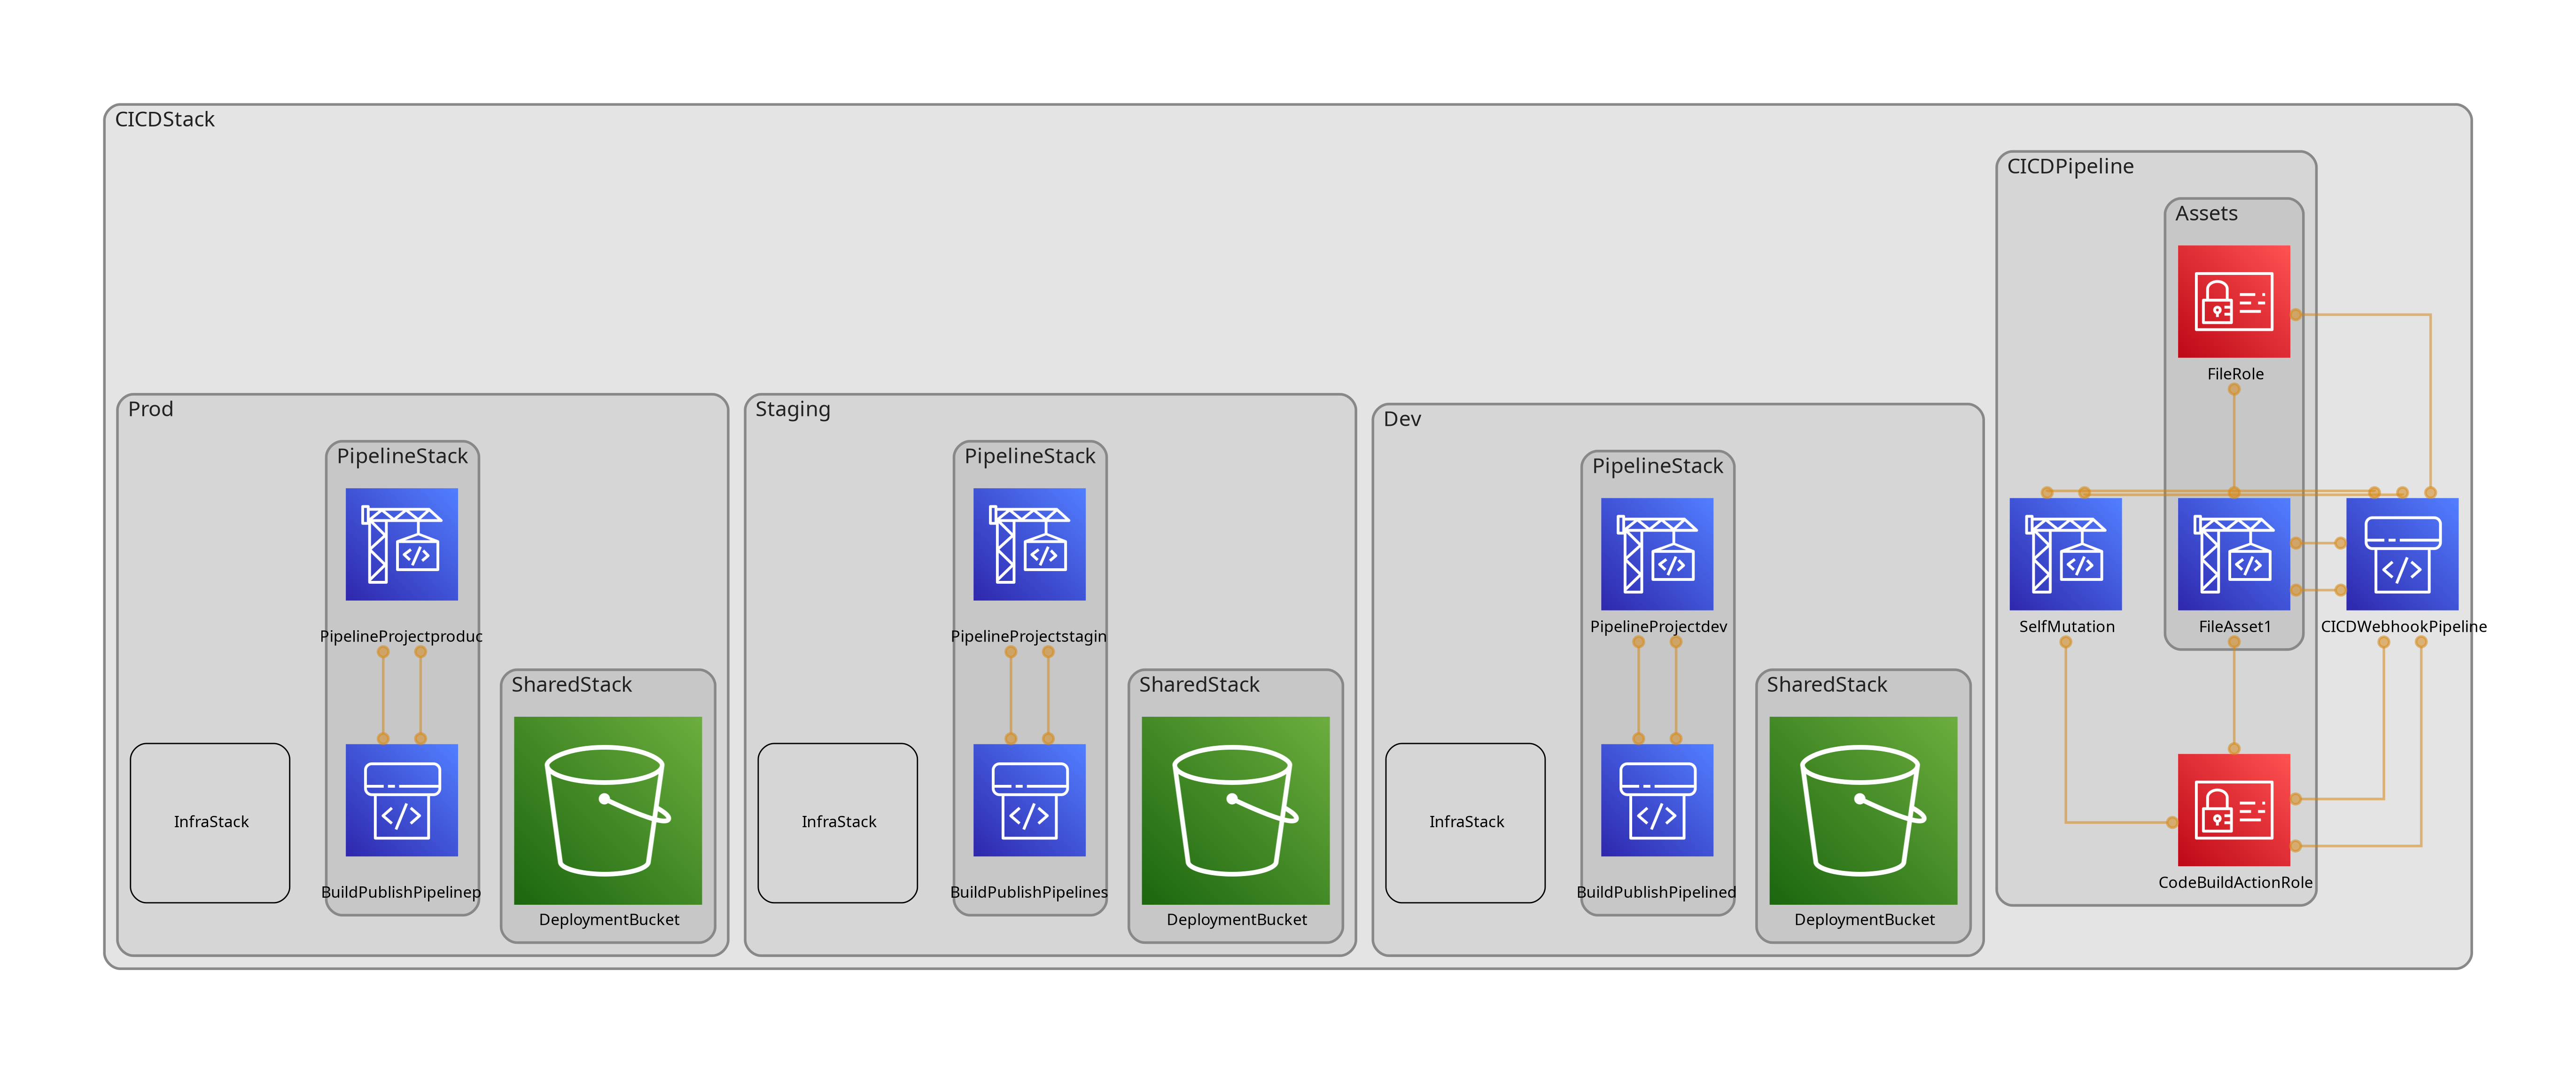 CICDStack
CICDPipeline
Assets
FileRole
SelfMutation
FileAsset1
CICDWebhookPipeline
CodeBuildActionRole
Prod
PipelineStack
PipelineProjectproduc
SharedStack
InfraStack
BuildPublishPipelinep
DeploymentBucket
Staging
PipelineStack
PipelineProjectstagin
SharedStack
InfraStack
BuildPublishPipelines
DeploymentBucket
Dev
PipelineStack
PipelineProjectdev
SharedStack
InfraStack
BuildPublishPipelined
DeploymentBucket